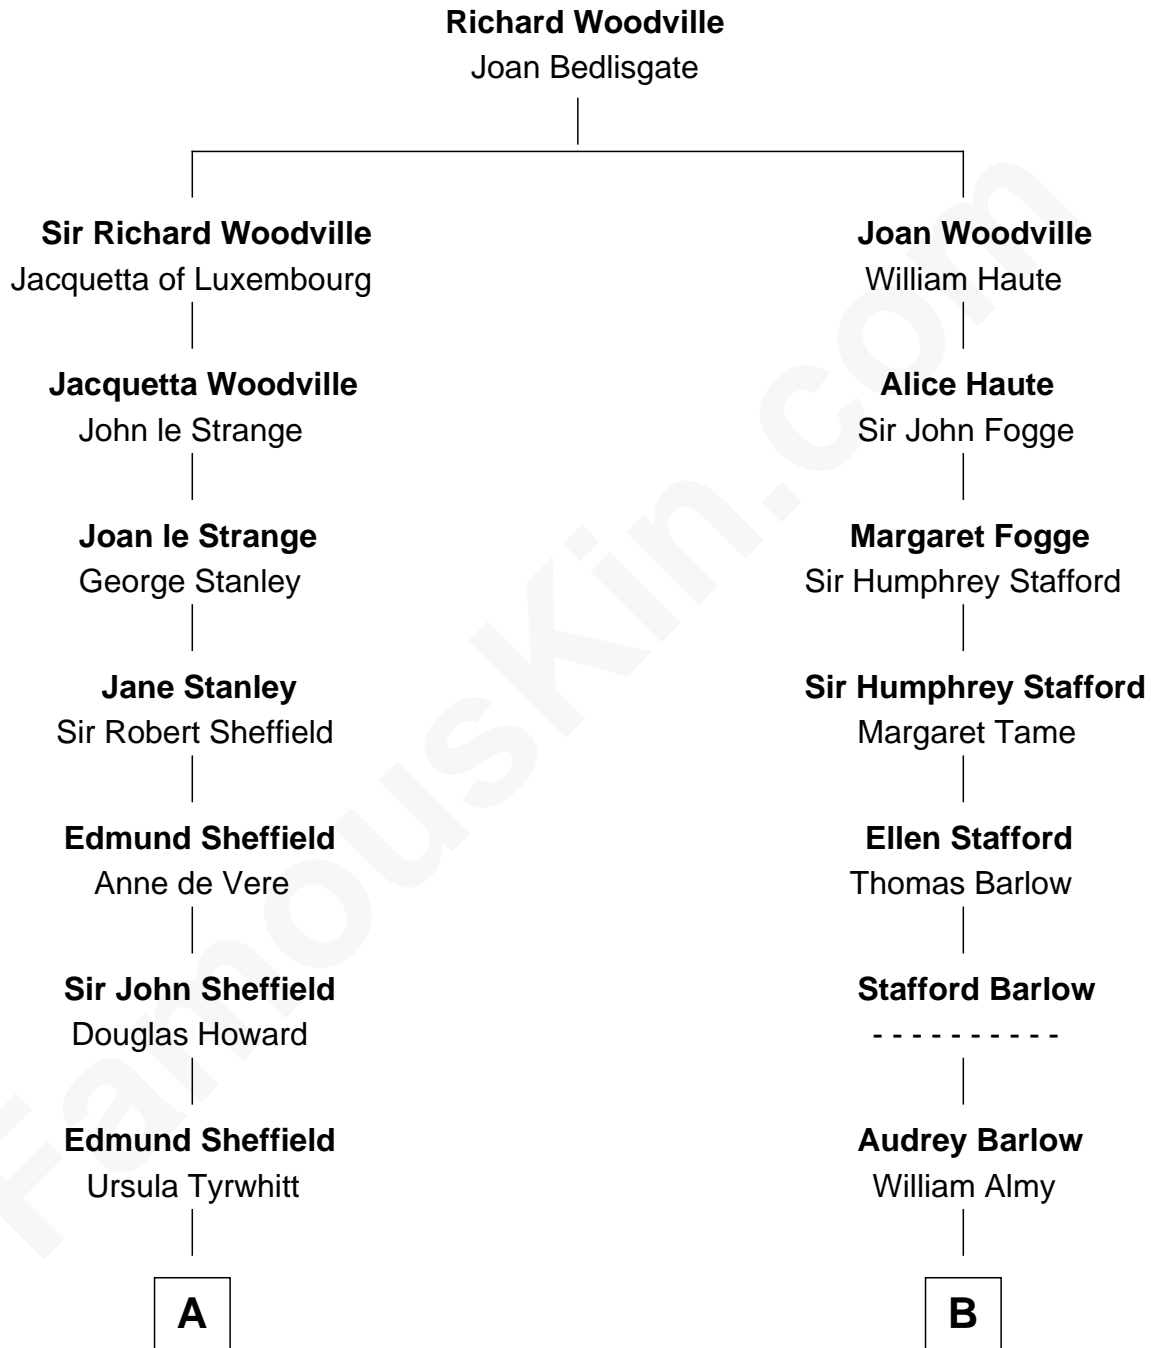 Richard Woodville
Joan Bedlisgate
Sir Richard Woodville
Jacquetta of Luxembourg
Joan Woodville
William Haute
Jacquetta Woodville
John le Strange
Alice Haute
Sir John Fogge
Joan le Strange
George Stanley
Margaret Fogge
Sir Humphrey Stafford
Jane Stanley
Sir Robert Sheffield
Sir Humphrey Stafford
Margaret Tame
Edmund Sheffield
Anne de Vere
Ellen Stafford
Thomas Barlow
Sir John Sheffield
Douglas Howard
Stafford Barlow
- - - - - - - - - -
Edmund Sheffield
Ursula Tyrwhitt
Audrey Barlow
William Almy
A
B
FamousKin.com